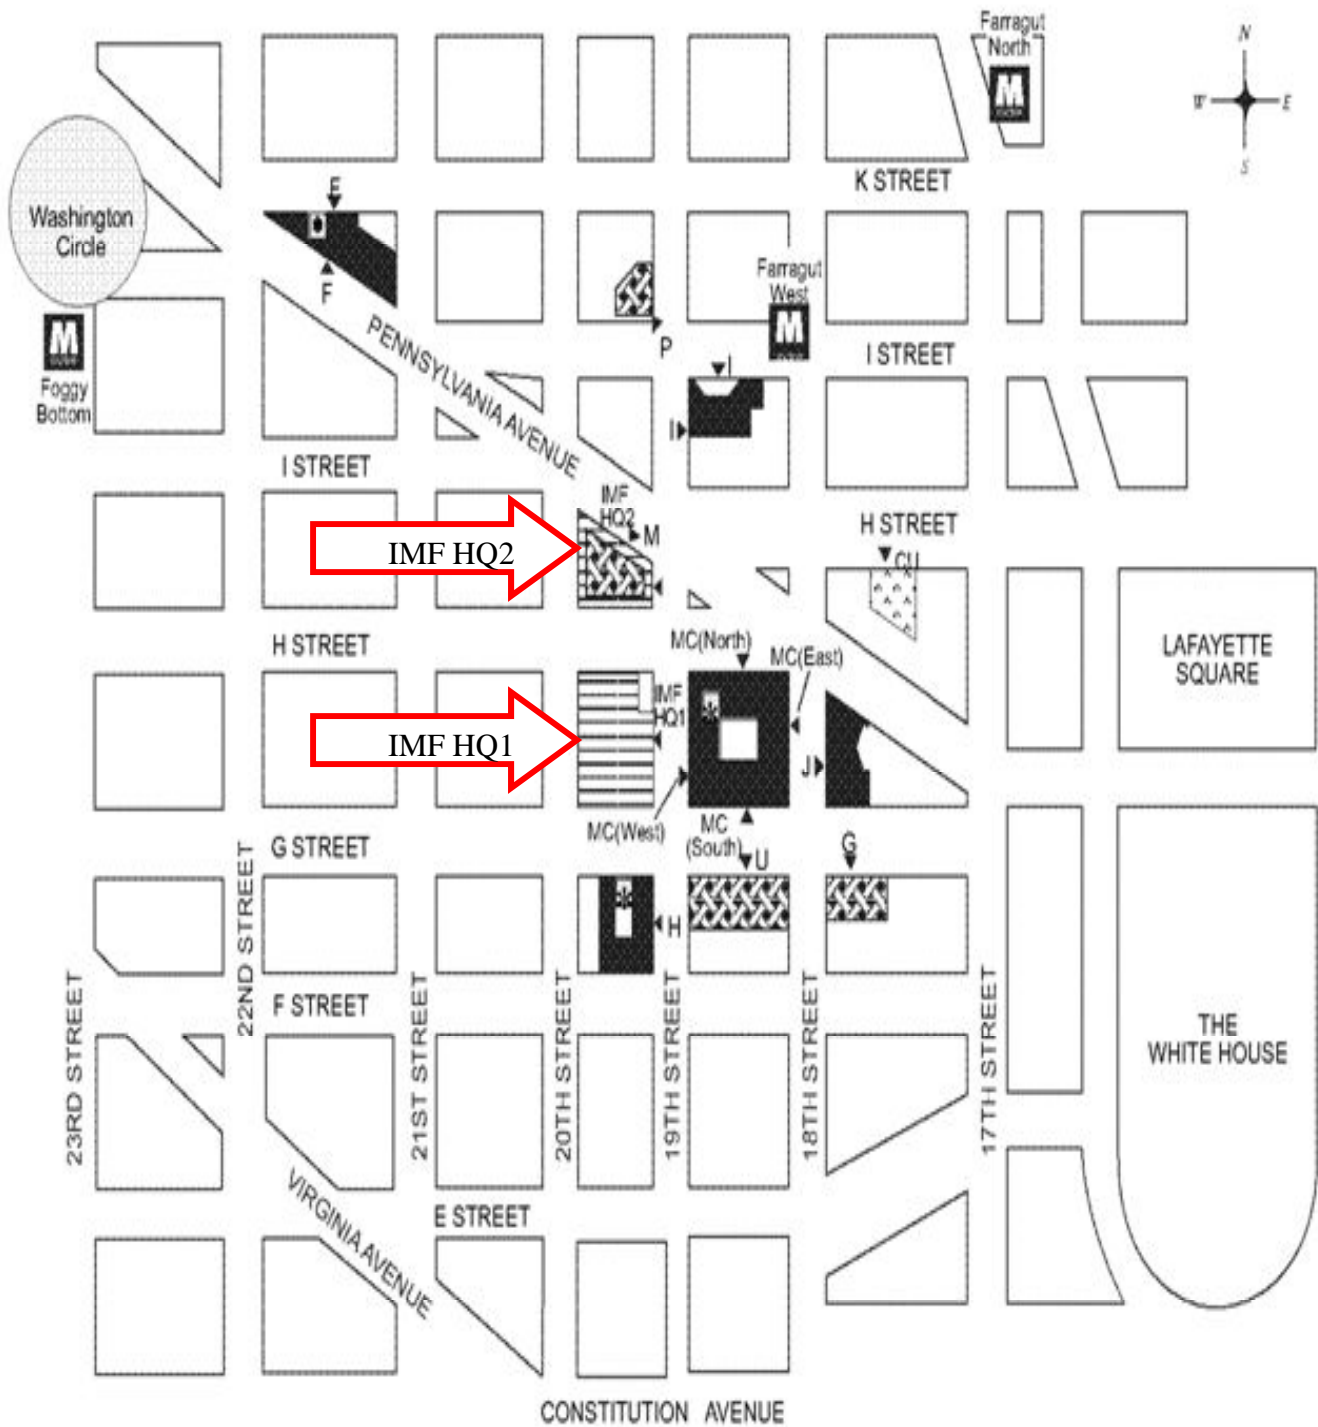 Farragut
North
M
N
W
E
S
K STREET
E
Washington
Circle
F
Farragut
West
M
P
I STREET
M
Foggy
Bottom
PENNSYLVANIA AVENUE
I
I
I STREET
IMF
HQ2
M
H STREET
CU
IMF HQ2
H STREET
MC(North)
MC(East)
LAFAYETTE
SQUARE
IMF
HQ1
IMF HQ1
J
MC(West)
MC
(South)
G STREET
U
G
H
22ND STREET
F STREET
23RD STREET
21ST STREET
20TH STREET
19TH STREET
18TH STREET
17TH STREET
THE
WHITE HOUSE
VIRGINIA AVENUE
E STREET
CONSTITUTION AVENUE